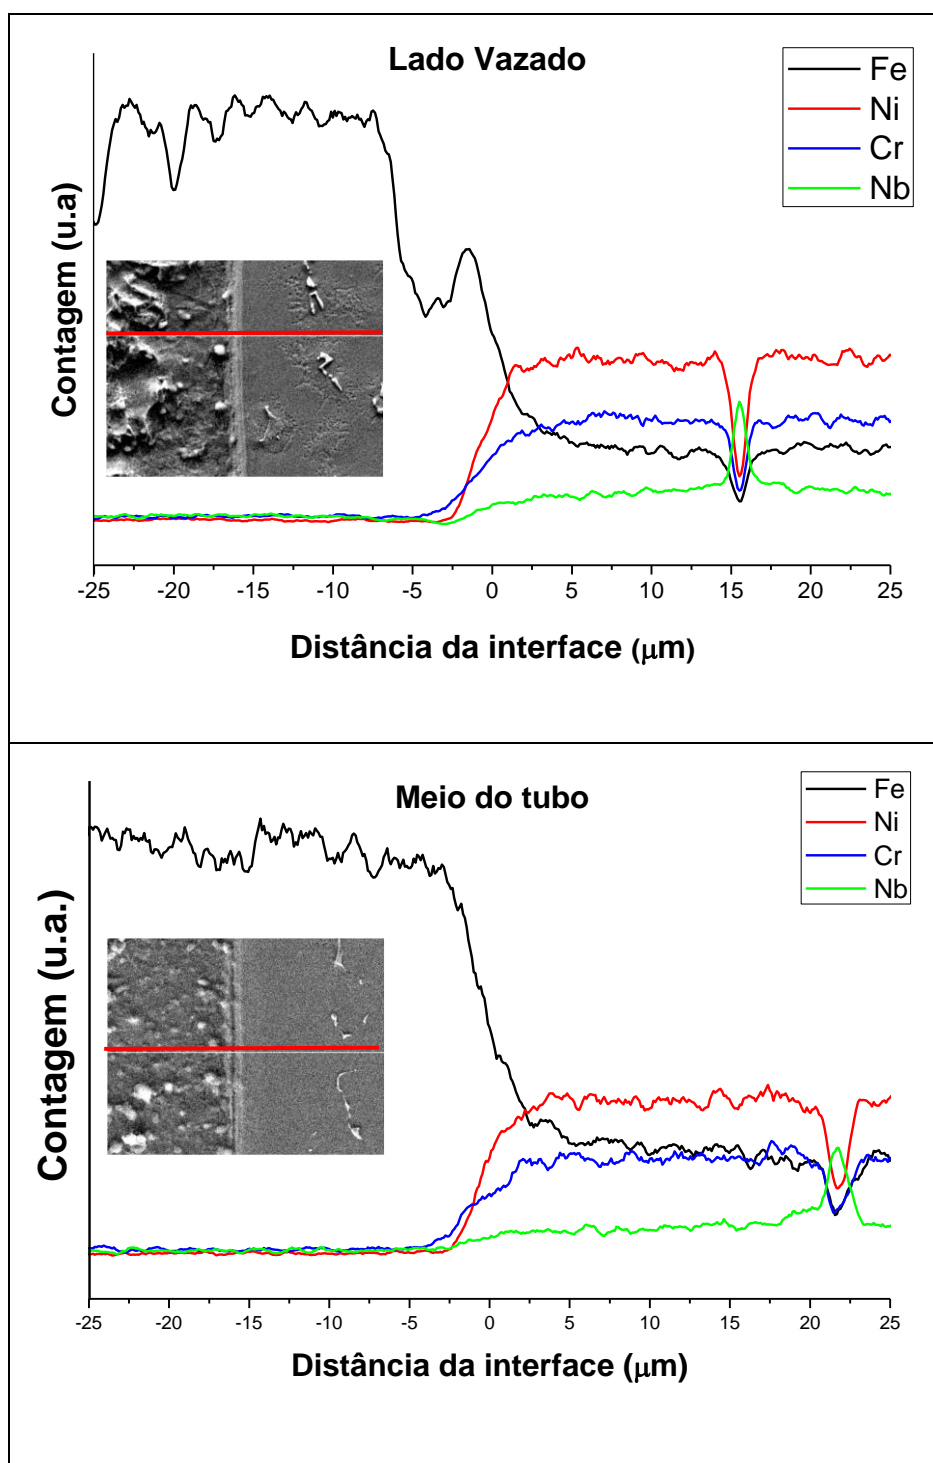 Lado Vazado
Fe
Ni
Cr
Nb
Contagem (u.a)
-25 -20 -15 -10 -5 0 5 10 15 20 25
Distância da interface (μm)
Meio do tubo
Fe
Ni
Cr
Nb
Contagem (u.a.)
-25 -20 -15 -10 -5 0 5 10 15 20 25
Distância da interface (μm)